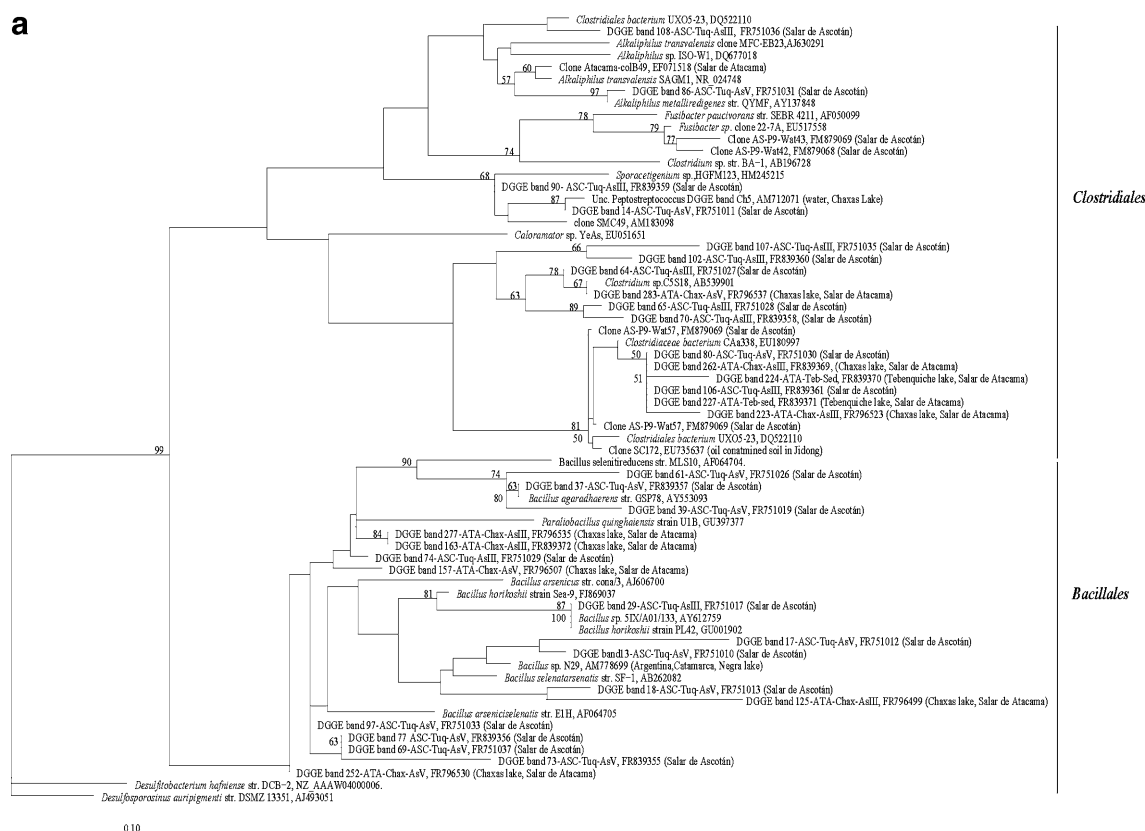 a
Clostridiales bacterium UXO5-23, DQ522110
DGGE band 108-ASC-Tuq-AsIII, FR751036 (Salar de Ascotán)
Alkaliphilus transvalensis clone MFC-EB23,AJ630291
Alkaliphilus sp. ISO-W1, DQ677018
60 Clone Atacama-colB49, EF071518 (Salar de Atacama)
57 Alkaliphilus transvalensis SAGM1, NR_024748
97 DGGE band 86-ASC-Tuq-AsV, FR751031 (Salar de Ascotán)
Alkaliphilus metalliredigenes str. QYMF, AY137848
78 Fusibacter paucivorans str. SEBR 4211, AF050099
79 Fusibacter sp. clone 22-7A, EU517558
77 Clone AS-P9-Wat43, FM879069 (Salar de Ascotán)
74 Clone AS-P9-Wat42, FM879068 (Salar de Ascotán)
Clostridium sp. str. BA-1, AB196728
68 Sporacetigenium sp.,HGFM123, HM245215
DGGE band 90- ASC-Tuq-AsIII, FR839359 (Salar de Ascotán)
Clostridiales
87 Unc. Peptostreptococcus DGGE band Ch5, AM712071 (water, Chaxas Lake)
DGGE band 14-ASC-Tuq-AsV, FR751011 (Salar de Ascotán)
clone SMC49, AM183098
Caloramator sp. YeAs, EU051651
66 DGGE band 107-ASC-Tuq-AsIII, FR751035 (Salar de Ascotán)
DGGE band 102-ASC-Tuq-AsIII, FR839360 (Salar de Ascotán)
78 DGGE band 64-ASC-Tuq-AsIII, FR751027(Salar de Ascotán)
67 Clostridium sp.C5S18, AB539901
63 DGGE band 283-ATA-Chax-AsV, FR796537 (Chaxas lake, Salar de Atacama)
89 DGGE band 65-ASC-Tuq-AsIII, FR751028 (Salar de Ascotán)
DGGE band 70-ASC-Tuq-AsIII, FR839358, (Salar de Ascotán)
Clone AS-P9-Wat57, FM879069 (Salar de Ascotán)
Clostridiaceae bacterium CAa338, EU180997
50 DGGE band 80-ASC-Tuq-AsV, FR751030 (Salar de Ascotán)
DGGE band 262-ATA-Chax-AsIII, FR839369, (Chaxas lake, Salar de Atacama)
51 DGGE band 224-ATA-Teb-Sed, FR839370 (Tebenquiche lake, Salar de Atacama)
DGGE band 106-ASC-Tuq-AsIII, FR839361 (Salar de Ascotán)
DGGE band 227-ATA-Teb-sed, FR839371 (Tebenquiche lake, Salar de Atacama)
DGGE band 223-ATA-Chax-AsIII, FR796523 (Chaxas lake, Salar de Atacama)
81 Clone AS-P9-Wat57, FM879069 (Salar de Ascotán)
50 Clostridiales bacterium UXO5-23, DQ522110
Clone SC172, EU735637 (oil conatmined soil in Jidong)
99
90 Bacillus selenitireducens str. MLS10, AF064704.
74 DGGE band 61-ASC-Tuq-AsV, FR751026 (Salar de Ascotán)
63 DGGE band 37-ASC-Tuq-AsV, FR839357 (Salar de Ascotán)
80 Bacillus agaradhaerens str. GSP78, AY553093
DGGE band 39-ASC-Tuq-AsV, FR751019 (Salar de Ascotán)
Paraliobacillus quinghaiensis strain U1B, GU397377
84 DGGE band 277-ATA-Chax-AsIII, FR796535 (Chaxas lake, Salar de Atacama)
DGGE band 163-ATA-Chax-AsIII, FR839372 (Chaxas lake, Salar de Atacama)
DGGE band 74-ASC-Tuq-AsIII, FR751029 (Salar de Ascotán)
DGGE band 157-ATA-Chax-AsV, FR796507 (Chaxas lake, Salar de Atacama)
Bacillus arsenicus str. cona/3, AJ606700
81 Bacillus horikoshii strain Sea-9, FJ869037
Bacillales
87 DGGE band 29-ASC-Tuq-AsIII, FR751017 (Salar de Ascotán)
100 Bacillus sp. 5IX/A01/133, AY612759
Bacillus horikoshii strain PL42, GU001902
DGGE band 17-ASC-Tuq-AsV, FR751012 (Salar de Ascotán)
DGGE band13-ASC-Tuq-AsV, FR751010 (Salar de Ascotán)
Bacillus sp. N29, AM778699 (Argentina,Catamarca, Negra lake)
Bacillus selenatarsenatis str. SF-1, AB262082
DGGE band 18-ASC-Tuq-AsV, FR751013 (Salar de Ascotán)
DGGE band 125-ATA-Chax-AsIII, FR796499 (Chaxas lake, Salar de Atacama)
Bacillus arseniciselenatis str. E1H, AF064705
DGGE band 97-ASC-Tuq-AsV, FR751033 (Salar de Ascotán)
63 DGGE band 77 ASC-Tuq-AsV, FR839356 (Salar de Ascotán)
DGGE band 69-ASC-Tuq-AsV, FR751037 (Salar de Ascotán)
DGGE band 73-ASC-Tuq-AsV, FR839355 (Salar de Ascotán)
DGGE band 252-ATA-Chax-AsV, FR796530 (Chaxas lake, Salar de Atacama)
Desulfitobacterium hafniense str. DCB-2, NZ_AAAW04000006.
Desulfosporosinus auripigmenti str. DSMZ 13351, AJ493051
0.10